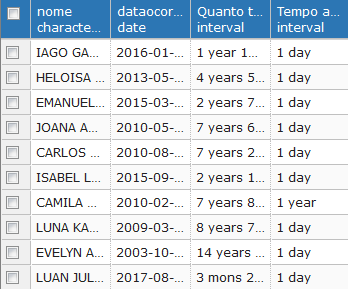 nome dataocor... Quanto t... Tempo a...
characte... date interval interval
IAGO GA... 2016-01-... 1 year 1... 1 day
HELOISA ... 2013-05-... 4 years 5... 1 day
EMANUEL... 2015-03-... 2 years 7... 1 day
JOANA A... 2010-05-... 7 years 6... 1 day
CARLOS ... 2010-08-... 7 years 2... 1 day
ISABEL L... 2015-09-... 2 years 1... 1 day
CAMILA ... 2010-02-... 7 years 8... 1 year
LUNA KA... 2009-03-... 8 years 7... 1 day
EVELYN A... 2003-10-... 14 years ... 1 day
LUAN JUL... 2017-08-... 3 mons 2... 1 day